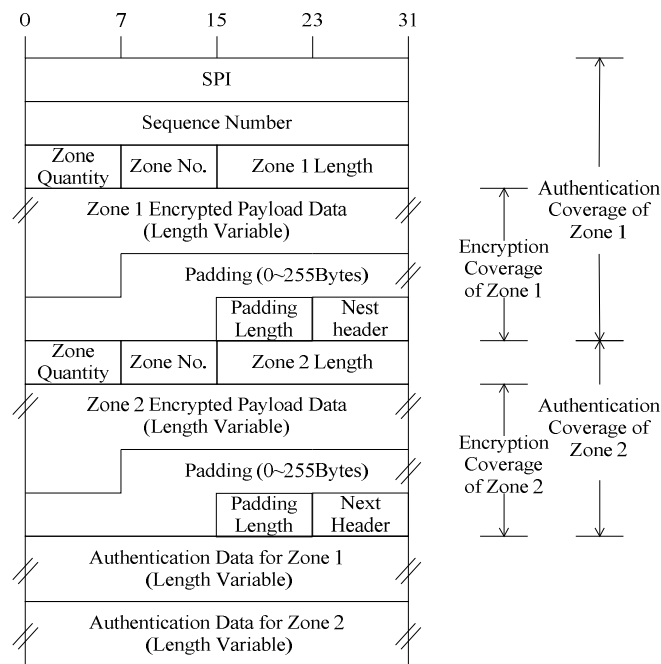 0 7 15 23 31
SPI
Sequence Number
Zone
Quantity
Zone No.
Zone 1 Length
Zone 1 Encrypted Payload Data
(Length Variable)
Padding (0~255Bytes)
Padding
Length
Nest
header
Zone
Quantity
Zone No.
Zone 2 Length
Zone 2 Encrypted Payload Data
(Length Variable)
Padding (0~255Bytes)
Padding
Length
Next
Header
Authentication Data for Zone 1
(Length Variable)
Authentication Data for Zone 2
(Length Variable)
Encryption
Coverage
of Zone 1
Authentication
Coverage of
Zone 1
Encryption
Coverage
of Zone 2
Authentication
Coverage of
Zone 2